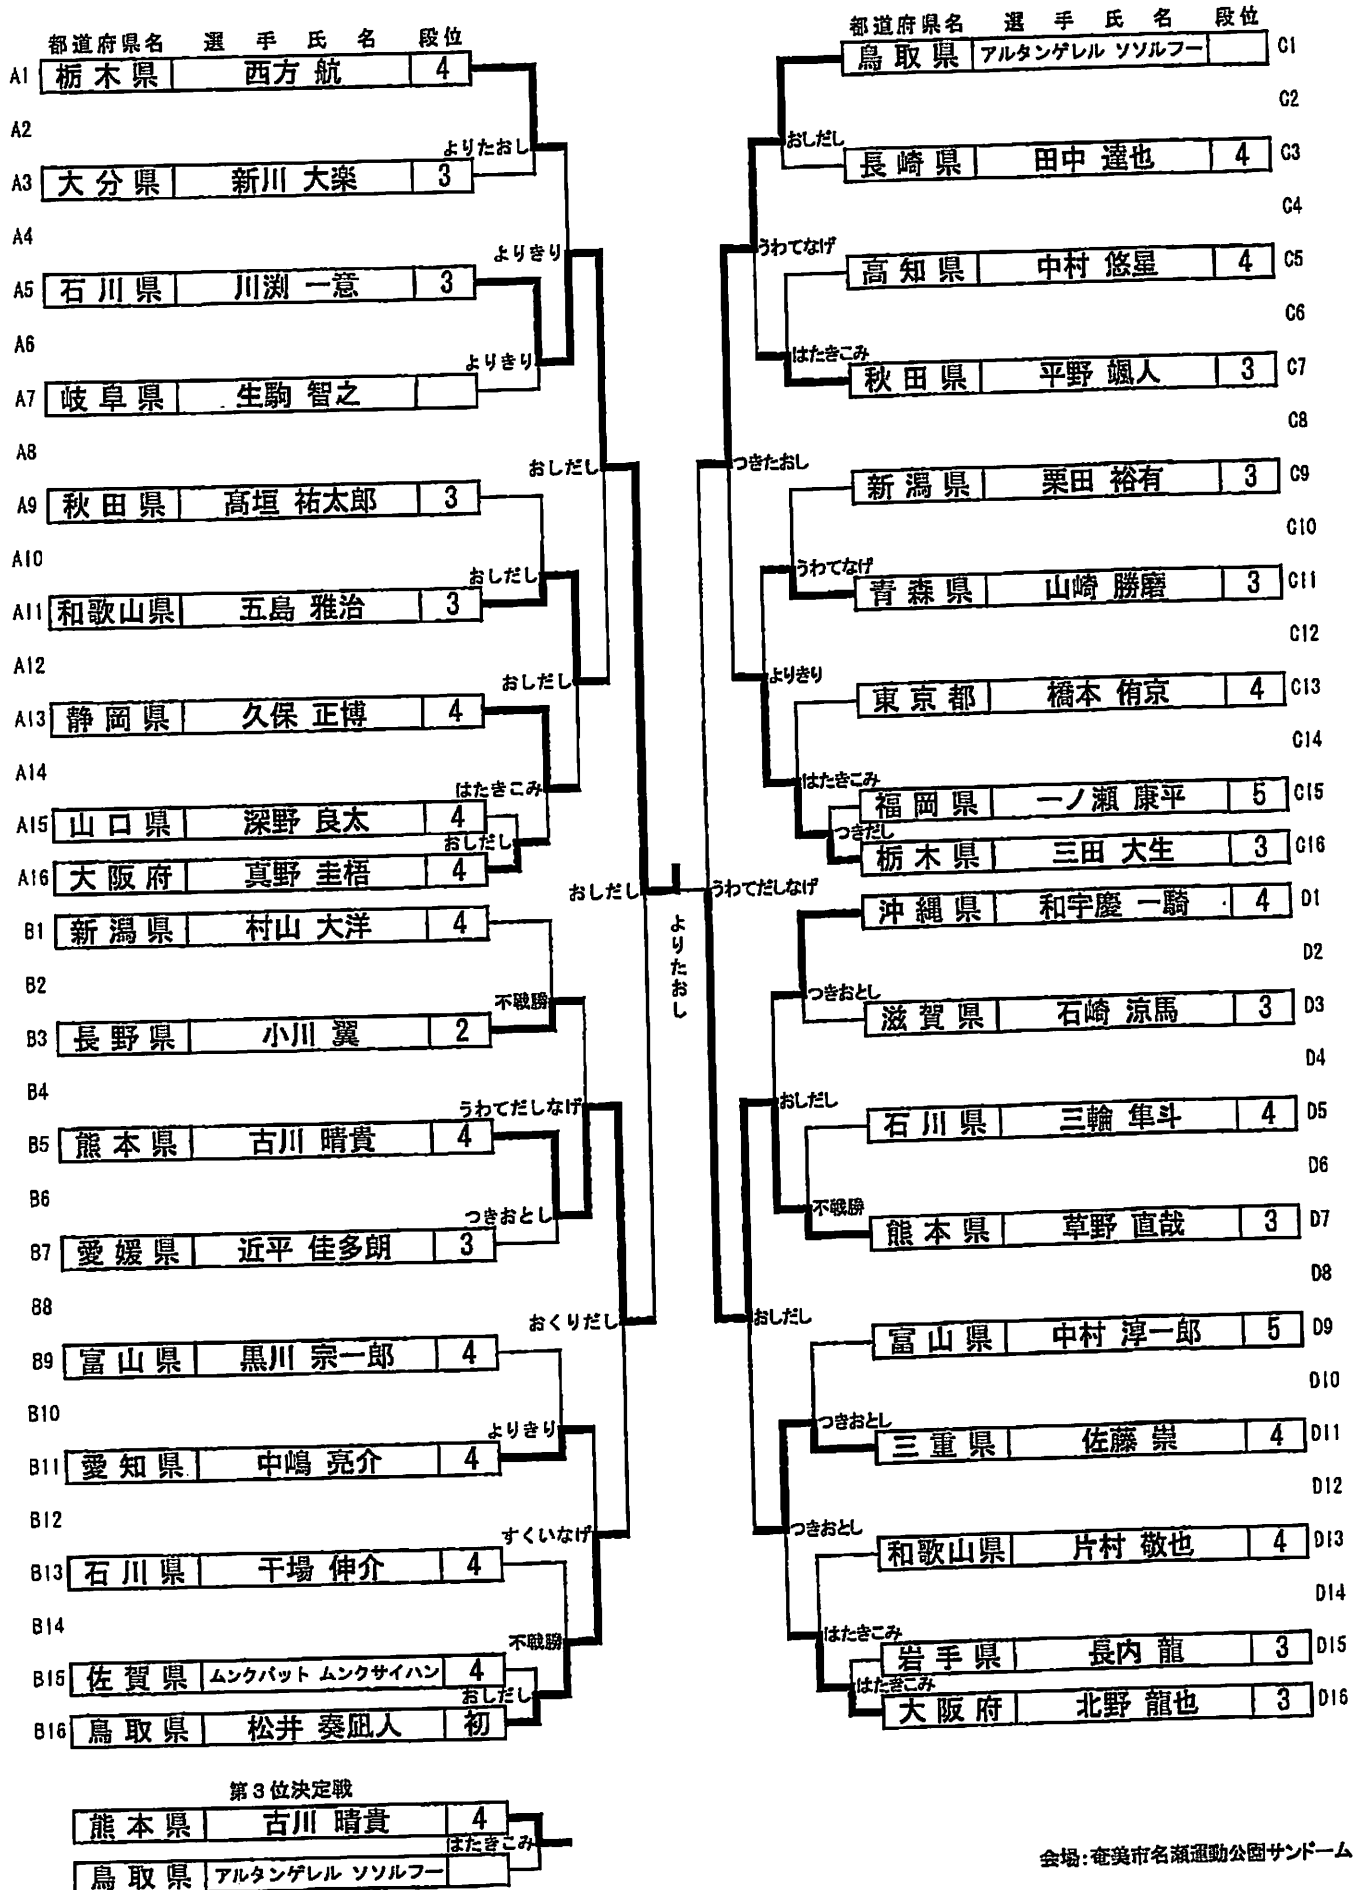 都道府県名 選手氏名 段位
A1 栃木県 西方 航 4
A2
よりたおし
A3 大分県 新川 大楽 3
A4
よりきり
A5 石川県 川渕 一意 3
A6
よりきり
A7 岐阜県 生駒 智之
A8
おしだし
A9 秋田県 髙垣 祐太郎 3
A10
おしだし
A11 和歌山県 五島 雅治 3
A12
おしだし
A13 静岡県 久保 正博 4
A14
はたきこみ
A15 山口県 深野 良太 4
おしだし
A16 大阪府 真野 圭梧 4
おしだし
B1 新潟県 村山 大洋 4
B2
不戦勝
B3 長野県 小川 翼 2
B4
うわてだしなげ
B5 熊本県 古川 晴貴 4
B6
つきおとし
B7 愛媛県 近平 佳多朗 3
B8
おくりだし
B9 富山県 黒川 宗一郎 4
B10
よりきり
B11 愛知県 中嶋 亮介 4
B12
すくいなげ
B13 石川県 干場 伸介 4
B14
不戦勝
B15 佐賀県 ムンクバット ムンクサイハン 4
おしだし
B16 鳥取県 松井 奏凪人 初
よりたおし
都道府県名 選手氏名 段位
鳥取県 アルタンゲレル ソソルフー C1
C2
おしだし
長崎県 田中 達也 4 C3
C4
うわてなげ
高知県 中村 悠星 4 C5
C6
はたきこみ
秋田県 平野 颯人 3 C7
C8
つきたおし
新潟県 栗田 裕有 3 C9
C10
うわてなげ
青森県 山崎 勝磨 3 C11
C12
よりきり
東京都 橋本 侑京 4 C13
C14
はたきこみ
福岡県 一ノ瀬 康平 5 C15
つきだし
栃木県 三田 大生 3 C16
うわてだしなげ
沖縄県 和宇慶 一騎 4 D1
D2
つきおとし
滋賀県 石崎 涼馬 3 D3
D4
おしだし
石川県 三輪 隼斗 4 D5
D6
不戦勝
熊本県 草野 直哉 3 D7
D8
おしだし
富山県 中村 淳一郎 5 D9
D10
つきおとし
三重県 佐藤 崇 4 D11
D12
つきおとし
和歌山県 片村 敬也 4 D13
D14
はたきこみ
岩手県 長内 龍 3 D15
はたきこみ
大阪府 北野 龍也 3 D16
第3位決定戦
熊本県 古川 晴貴 4
はたきこみ
鳥取県 アルタンゲレル ソソルフー
会場:奄美市名瀬運動公園サンドーム